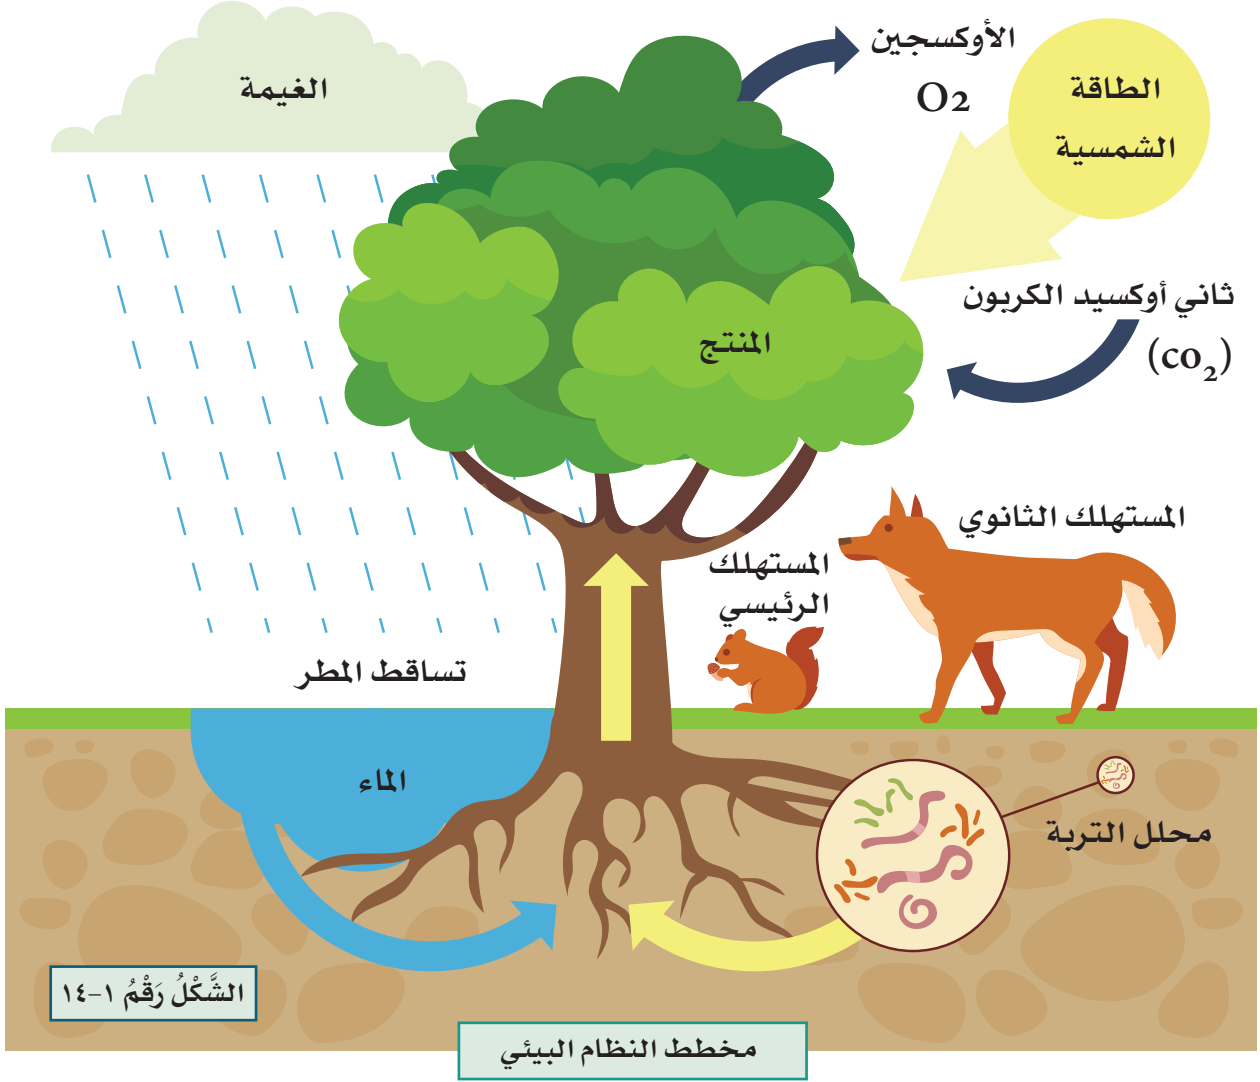 الأوكسجين
O2
الطاقة
الشمسية
الغيمة
ثاني أوكسيد الكربون
(co₂)
المنتج
المستهلك الثانوي
المستهلك
الرئيسي
تساقط المطر
الماء
محلل التربة
الشَّكْلُ رَقْمُ ١-١٤
مخطط النظام البيئي